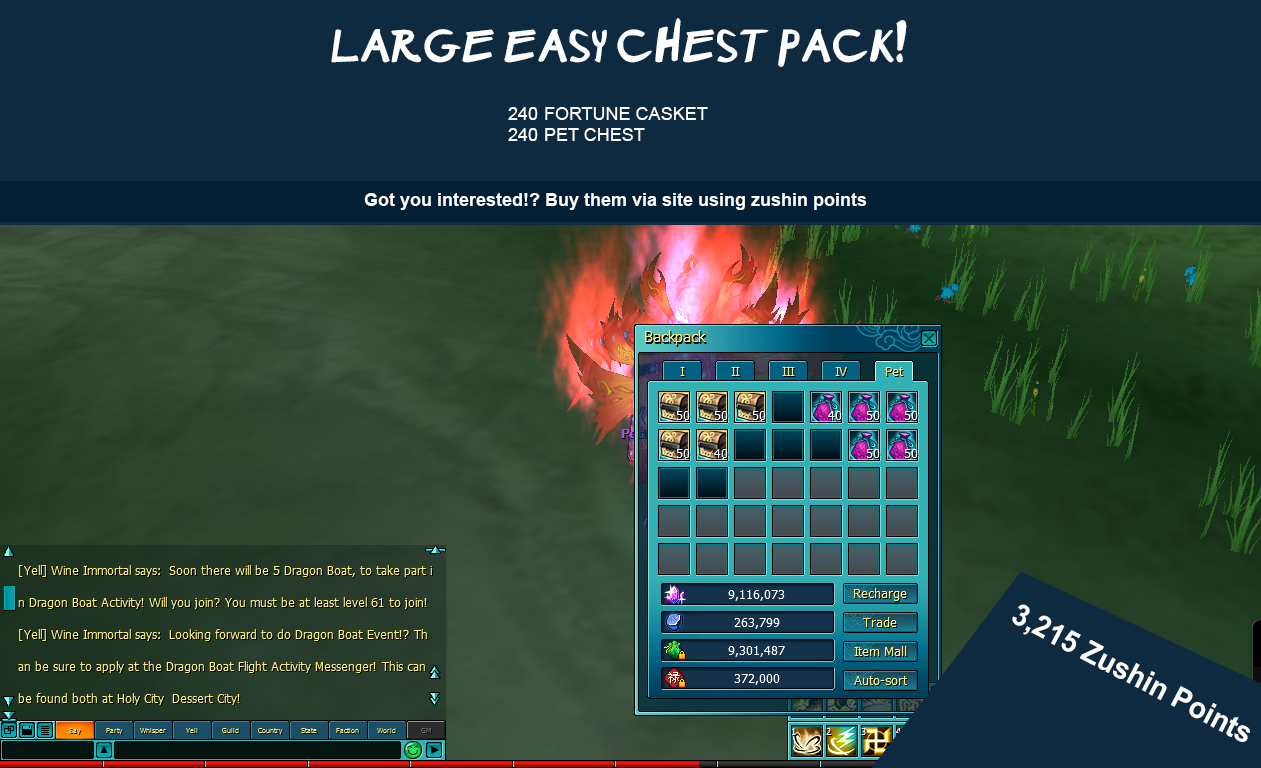 LARGE EASY CHEST PACK!
240 FORTUNE CASKET
240 PET CHEST
Got you interested!? Buy them via site using zushin points
Backpack
I II III IV Pet
50 50 50 40 50 50
50 40 50 50
9,116,073 Recharge
263,799 Trade
9,301,487 Item Mall
372,000 Auto-sort
[Yell] Wine Immortal says: Soon there will be 5 Dragon Boat, to take part i
n Dragon Boat Activity! Will you join? You must be at least level 61 to join!
[Yell] Wine Immortal says: Looking forward to do Dragon Boat Event!? Th
an be sure to apply at the Dragon Boat Flight Activity Messenger! This can
be found both at Holy City Dessert City!
Say Party Whisper Yell Guild Country State Faction World GM
1 2 3
3,215 Zushin Points